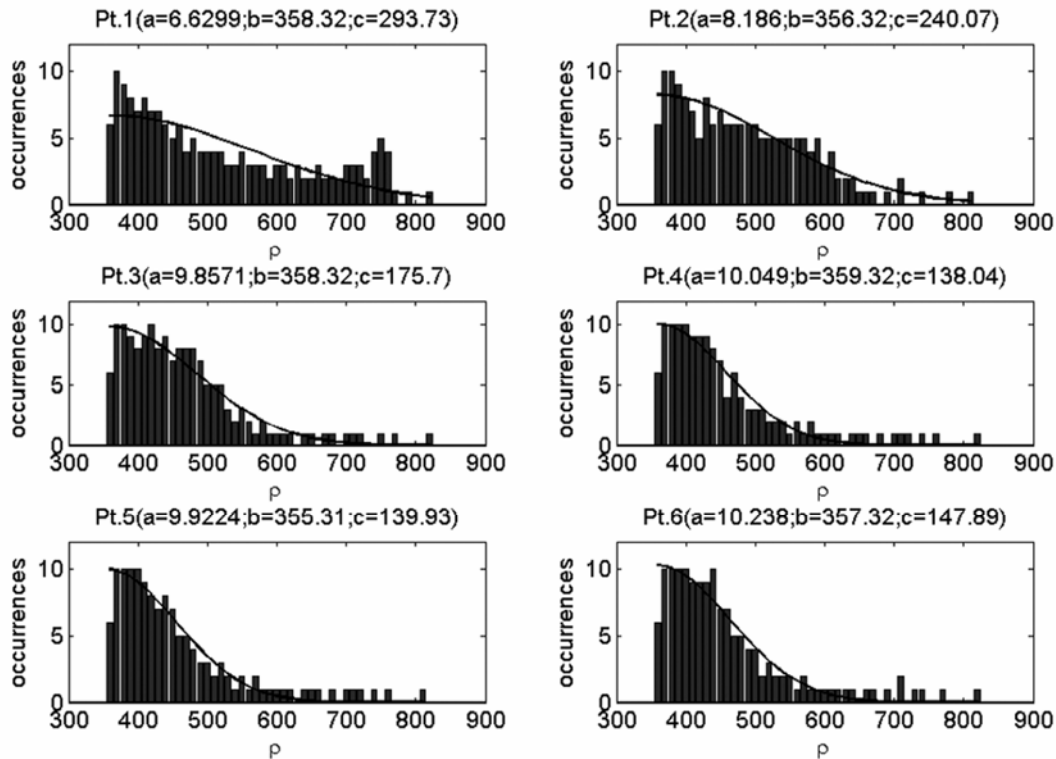 Pt.1(a=6.6299;b=358.32;c=293.73)
occurrences
10
5
0
300 400 500 600 700 800 900
ρ
Pt.2(a=8.186;b=356.32;c=240.07)
occurrences
10
5
0
300 400 500 600 700 800 900
ρ
Pt.3(a=9.8571;b=358.32;c=175.7)
occurrences
10
5
0
300 400 500 600 700 800 900
ρ
Pt.4(a=10.049;b=359.32;c=138.04)
occurrences
10
5
0
300 400 500 600 700 800 900
ρ
Pt.5(a=9.9224;b=355.31;c=139.93)
occurrences
10
5
0
300 400 500 600 700 800 900
ρ
Pt.6(a=10.238;b=357.32;c=147.89)
occurrences
10
5
0
300 400 500 600 700 800 900
ρ